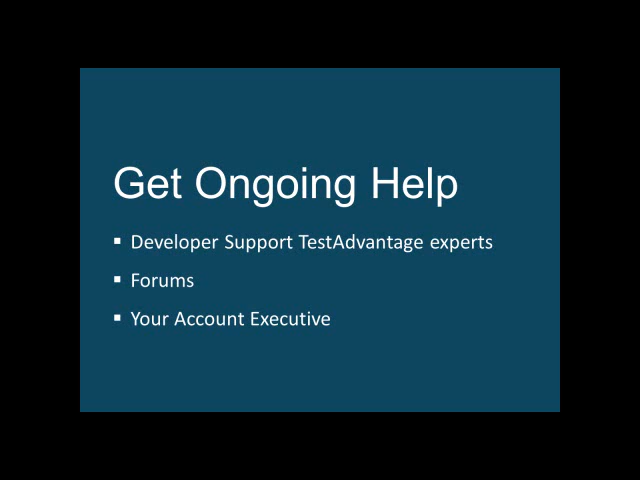 Get Ongoing Help
▪ Developer Support TestAdvantage experts
▪ Forums
▪ Your Account Executive